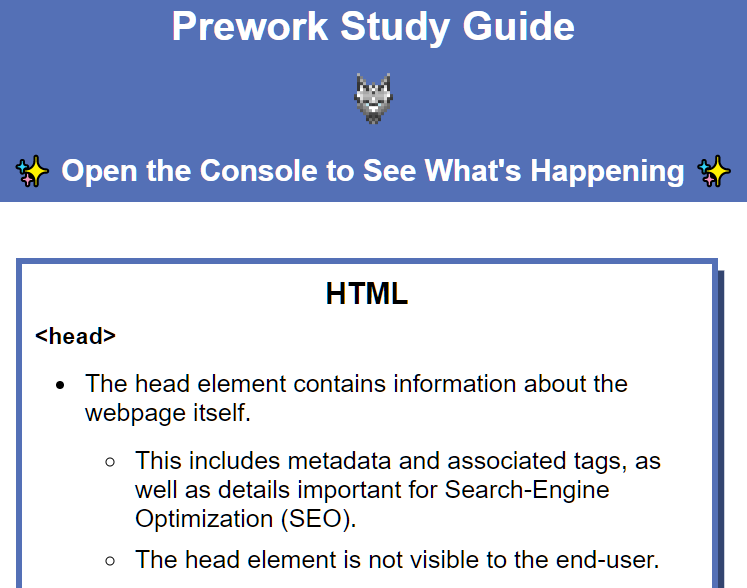 Prework Study Guide
✨ Open the Console to See What's Happening ✨
HTML
<head>
• The head element contains information about the
webpage itself.
◦ This includes metadata and associated tags, as
well as details important for Search-Engine
Optimization (SEO).
◦ The head element is not visible to the end-user.